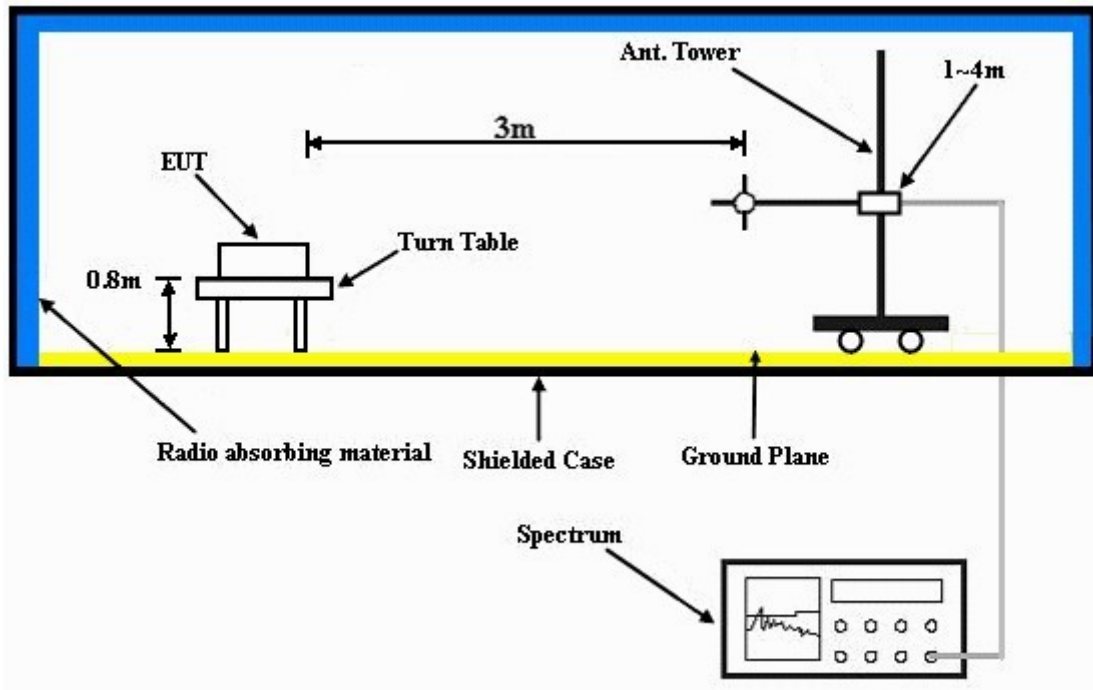 Ant. Tower
1~4m
3m
EUT
Turn Table
0.8m
Radio absorbing material
Shielded Case
Ground Plane
Spectrum